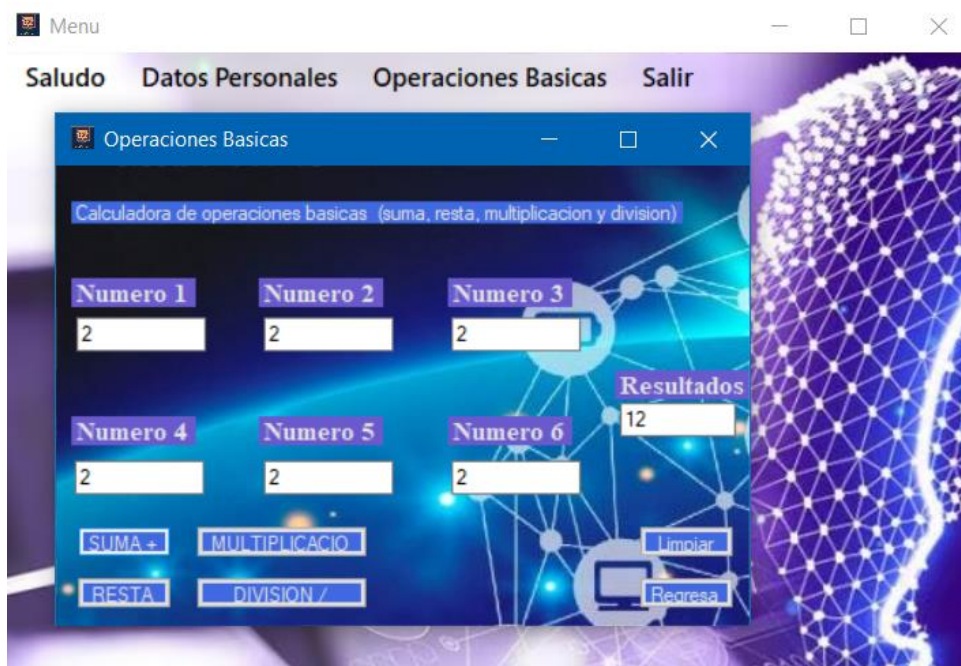 Menu
Saludo Datos Personales Operaciones Basicas Salir
Operaciones Basicas
Calculadora de operaciones basicas (suma, resta, multiplicacion y division)
Numero 1 Numero 2 Numero 3
2 2 2
Resultados
12
Numero 4 Numero 5 Numero 6
2 2 2
SUMA + MULTIPLICACIO Limpiar
RESTA DIVISION / Regresa